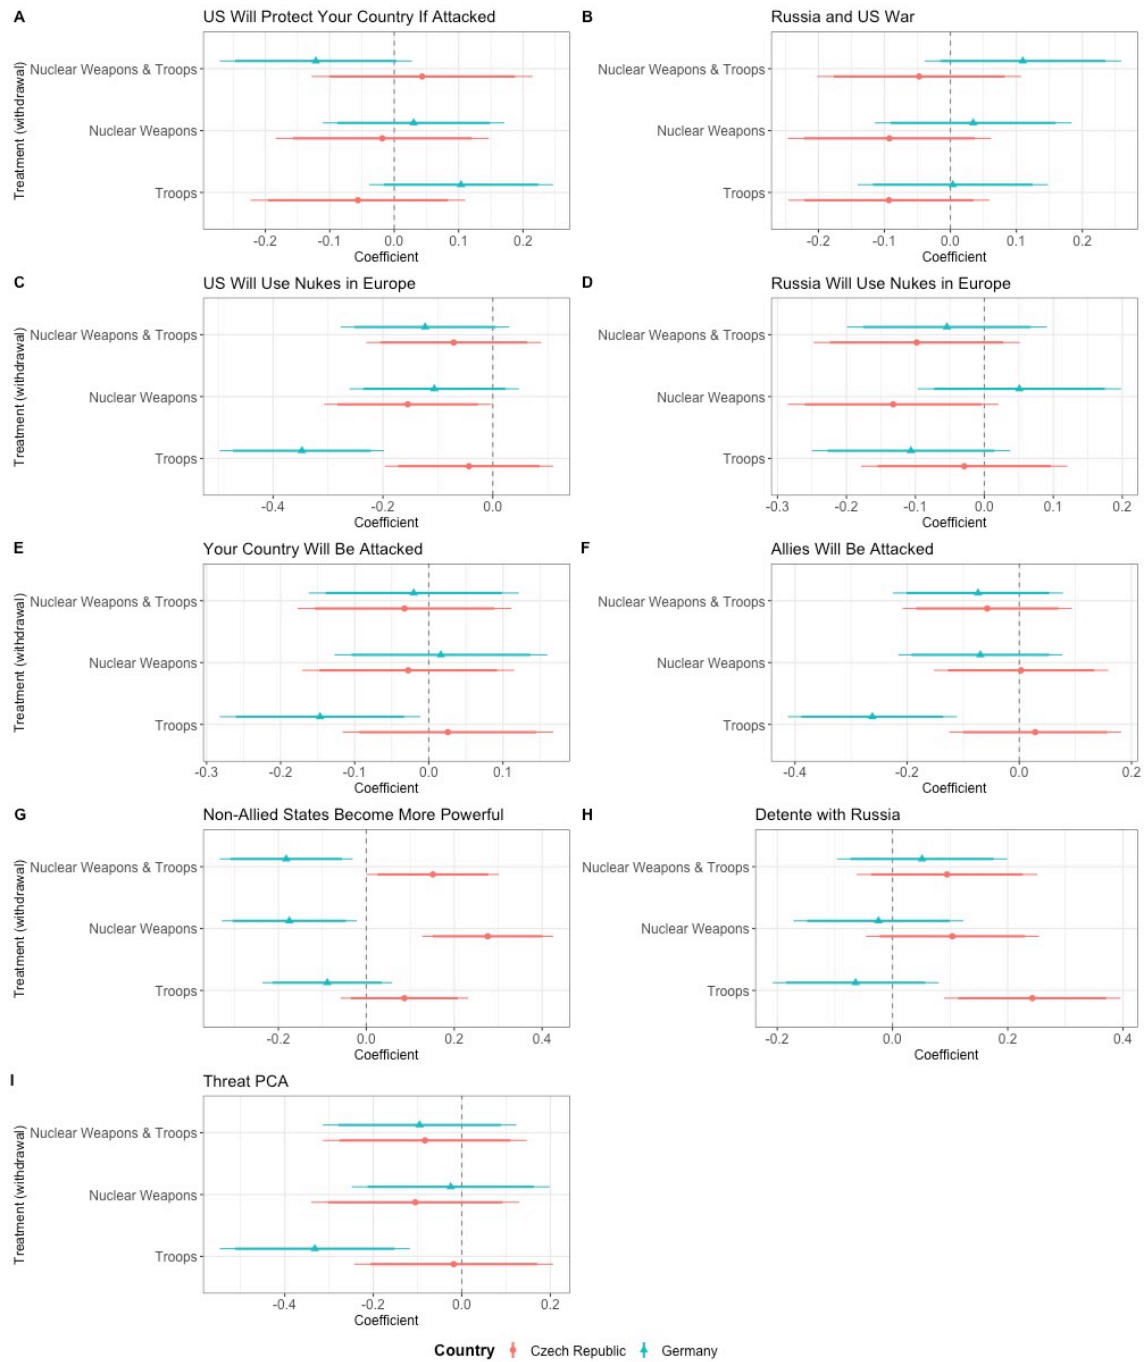 A US Will Protect Your Country If Attacked
Treatment (withdrawal)
Nuclear Weapons & Troops
Nuclear Weapons
Troops
-0.2 -0.1 0.0 0.1 0.2
Coefficient
B Russia and US War
Nuclear Weapons & Troops
Nuclear Weapons
Troops
-0.2 -0.1 0.0 0.1 0.2
Coefficient
C US Will Use Nukes in Europe
Treatment (withdrawal)
Nuclear Weapons & Troops
Nuclear Weapons
Troops
-0.4 -0.2 0.0
Coefficient
D Russia Will Use Nukes in Europe
Nuclear Weapons & Troops
Nuclear Weapons
Troops
-0.3 -0.2 -0.1 0.0 0.1 0.2
Coefficient
E Your Country Will Be Attacked
Treatment (withdrawal)
Nuclear Weapons & Troops
Nuclear Weapons
Troops
-0.3 -0.2 -0.1 0.0 0.1
Coefficient
F Allies Will Be Attacked
Nuclear Weapons & Troops
Nuclear Weapons
Troops
-0.4 -0.2 0.0 0.2
Coefficient
G Non-Allied States Become More Powerful
Treatment (withdrawal)
Nuclear Weapons & Troops
Nuclear Weapons
Troops
-0.2 0.0 0.2 0.4
Coefficient
H Detente with Russia
Nuclear Weapons & Troops
Nuclear Weapons
Troops
-0.2 0.0 0.2 0.4
Coefficient
I Threat PCA
Treatment (withdrawal)
Nuclear Weapons & Troops
Nuclear Weapons
Troops
-0.4 -0.2 0.0 0.2
Coefficient
Country Czech Republic Germany